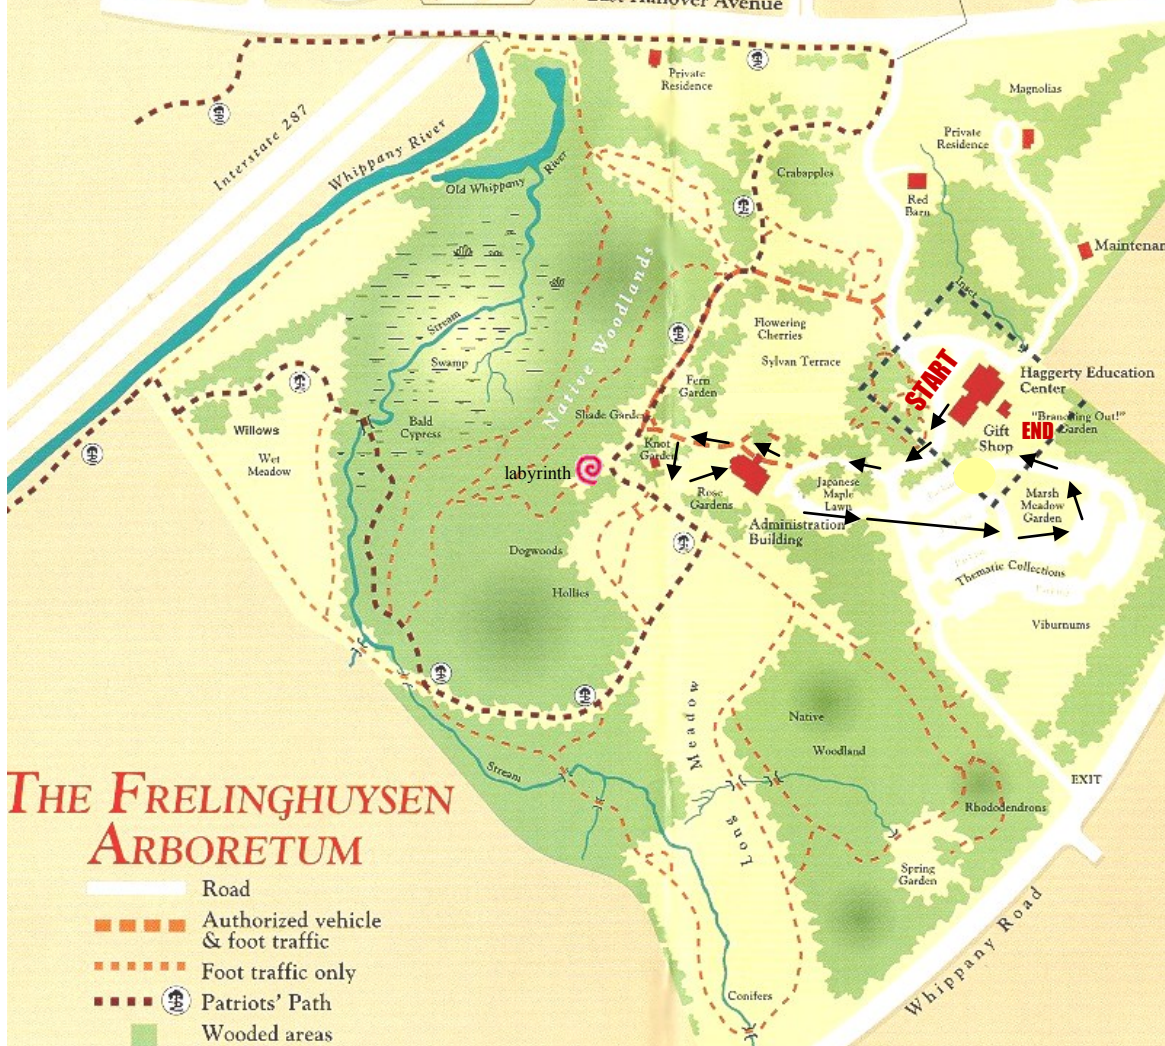 East Hanover Avenue
Private
Residence
Magnolias
Interstate 287
Whippany River
Private
Residence
Crabapples
Old Whippany
River
Red
Barn
Maintenan
Native Woodlands
Inset
Stream
Flowering
Cherries
Swamp
Sylvan Terrace
START
Haggerty Education
Center
Fern
Garden
Shade Garden
"Branching Out!"
Garden
Bald
Cypress
Willows
Gift
Shop
END
Knot
Garden
Wet
Meadow
labyrinth
Rose
Gardens
Japanese
Maple
Lawn
Marsh
Meadow
Garden
Administration
Building
Dogwoods
Thematic Collections
Hollies
Viburnums
Long Meadow
Native
Woodland
Stream
EXIT
Rhododendrons
Spring
Garden
Whippany Road
Conifers
THE FRELINGHUYSEN
ARBORETUM
Road
Authorized vehicle
& foot traffic
Foot traffic only
Patriots' Path
Wooded areas